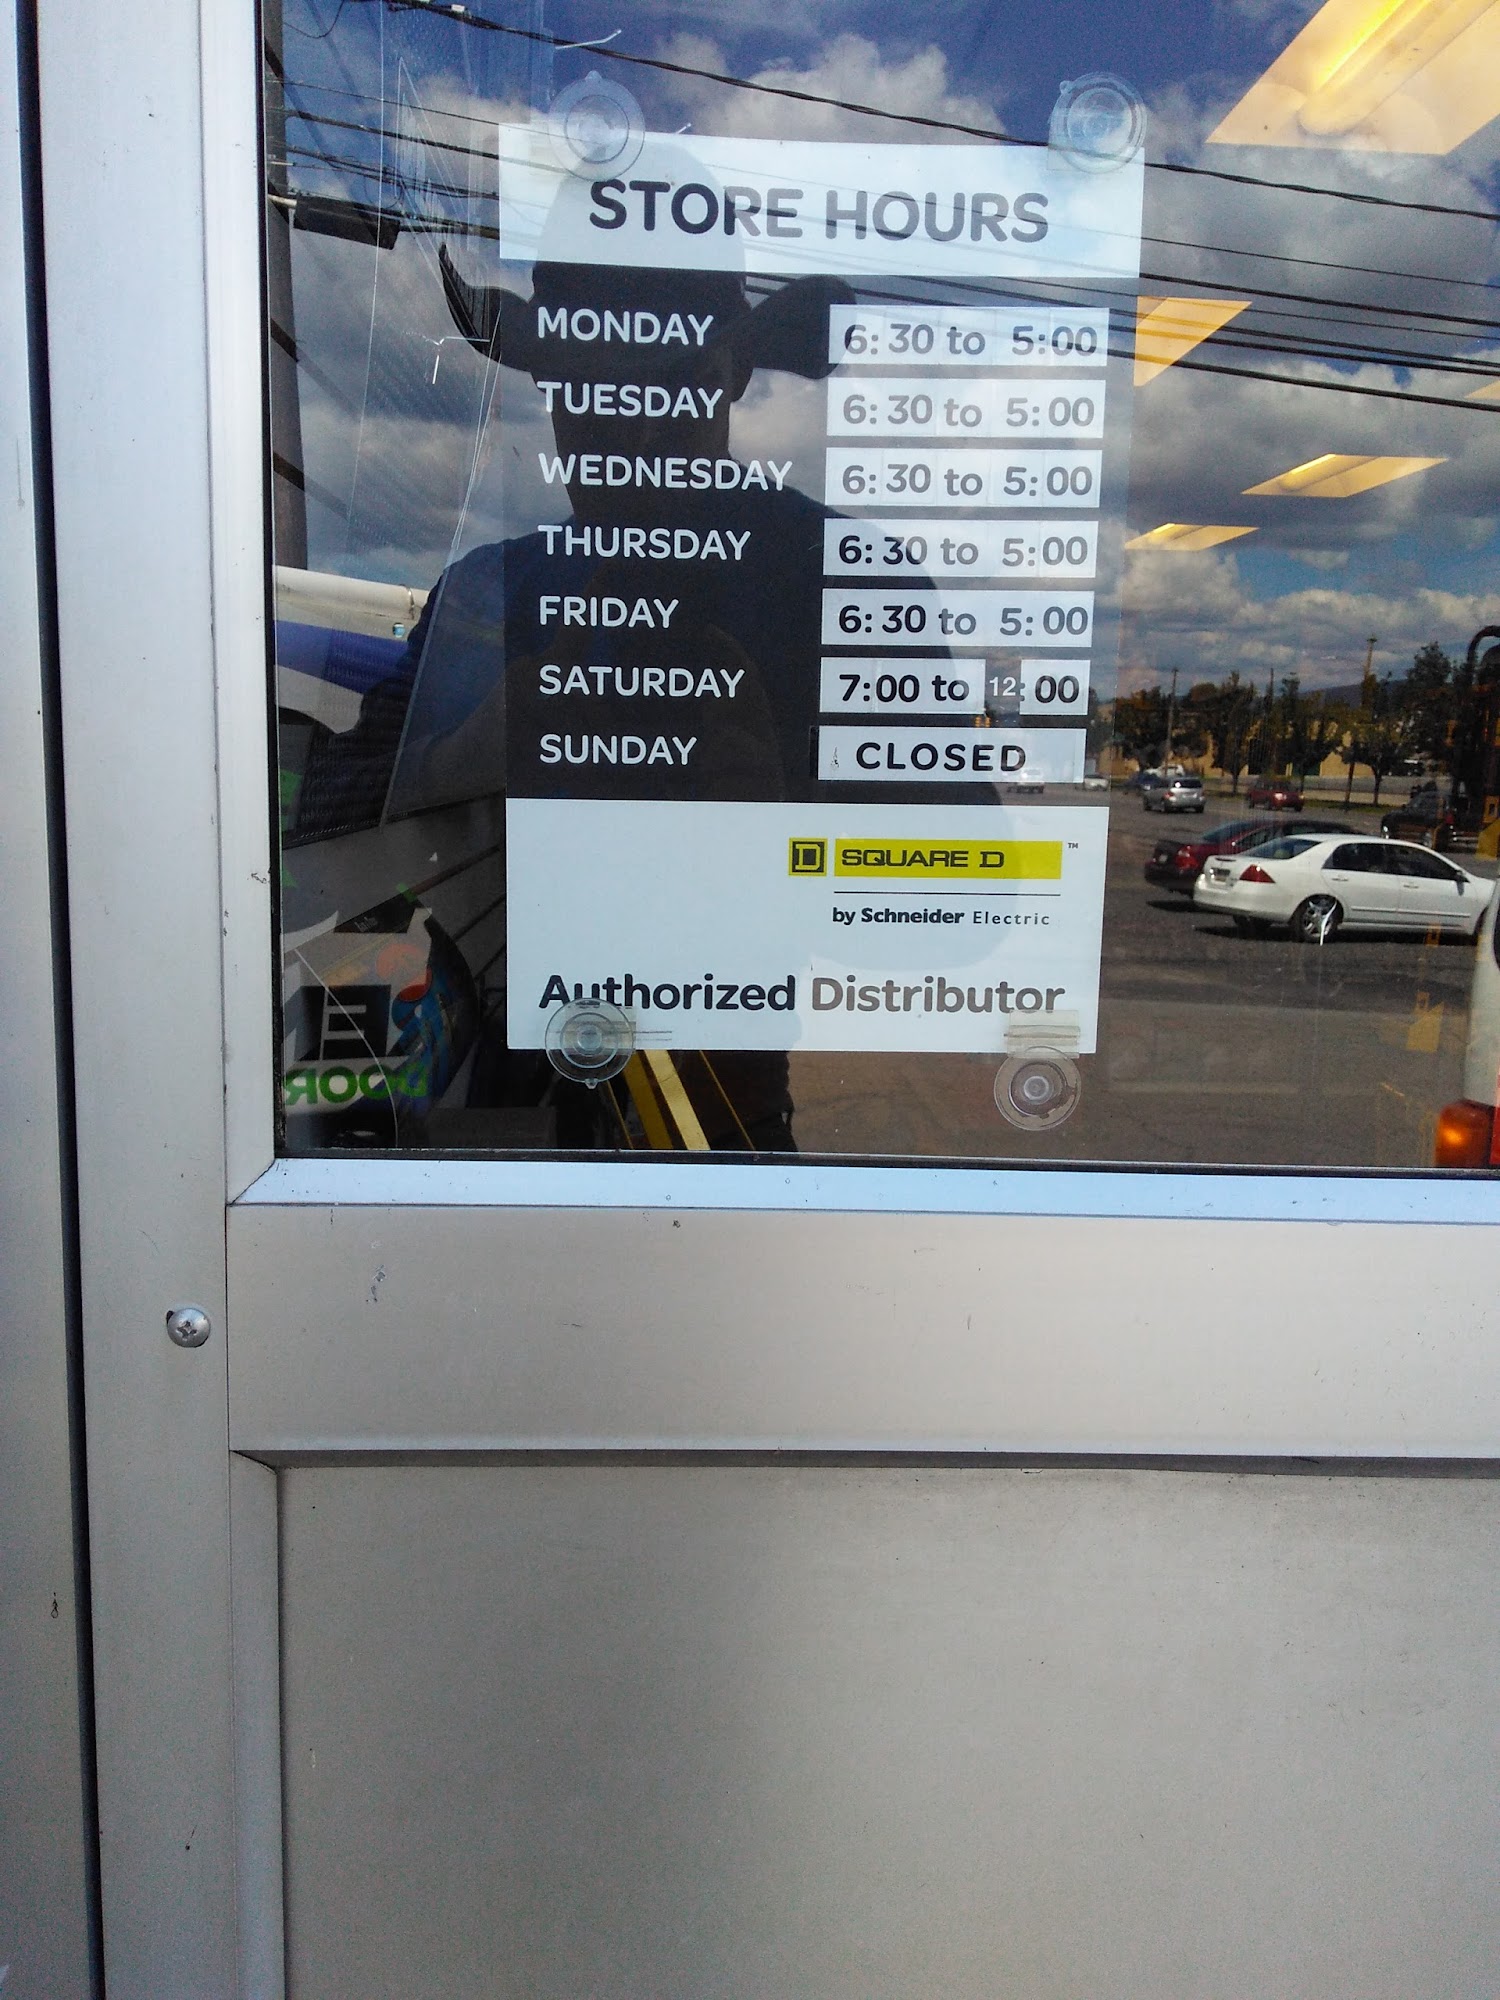 STORE HOURS
MONDAY 6:30 to 5:00
TUESDAY 6:30 to 5:00
WEDNESDAY 6:30 to 5:00
THURSDAY 6:30 to 5:00
FRIDAY 6:30 to 5:00
SATURDAY 7:00 to 12:00
SUNDAY CLOSED
D SQUARE D ™
by Schneider Electric
Authorized Distributor
DOOR